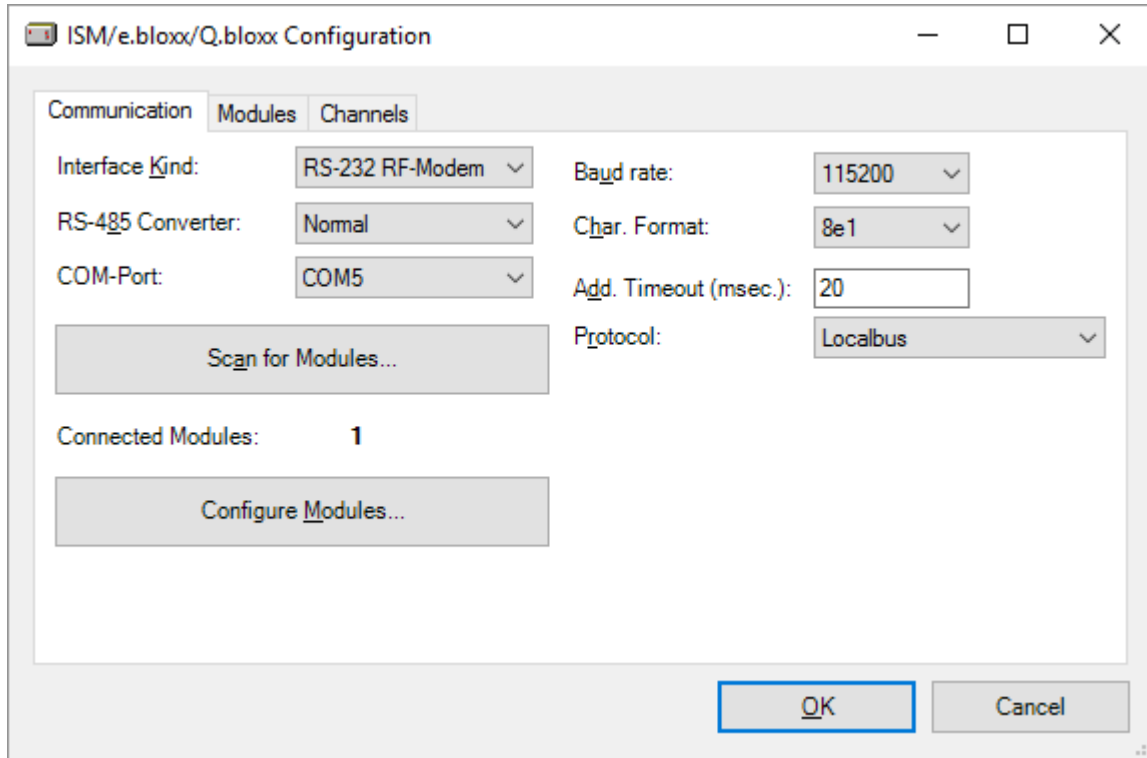 ISM/e.bloxx/Q.bloxx Configuration
Communication Modules Channels
Interface Kind: RS-232 RF-Modem
RS-485 Converter: Normal
COM-Port: COM5
Scan for Modules...
Connected Modules: 1
Configure Modules...
Baud rate: 115200
Char. Format: 8e1
Add. Timeout (msec.): 20
Protocol: Localbus
OK Cancel